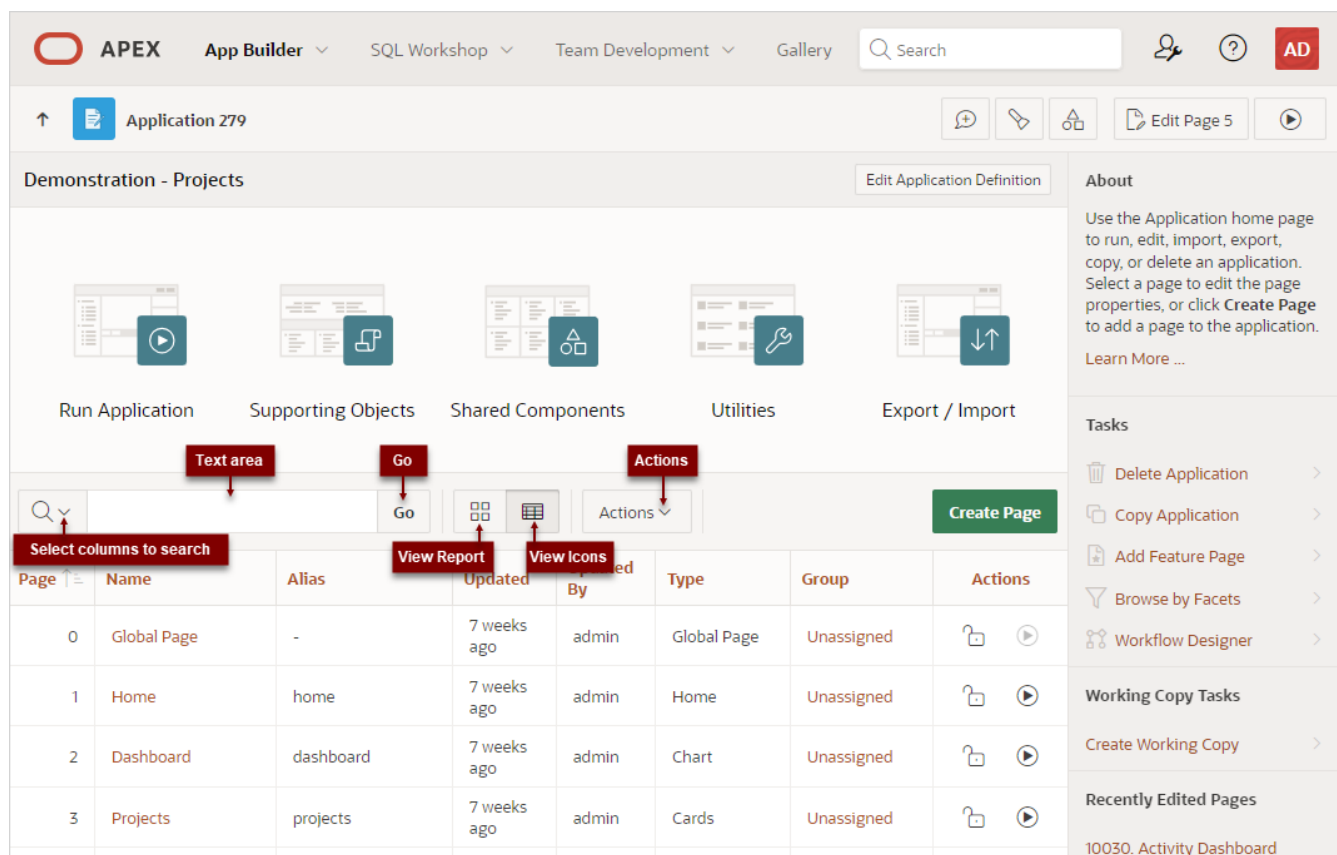 APEX App Builder SQL Workshop Team Development Gallery Search AD
Application 279 Edit Page 5
Demonstration - Projects Edit Application Definition
Run Application Supporting Objects Shared Components Utilities Export / Import
Text area Go Actions
Go Actions Create Page
Select columns to search View Report View Icons
Page Name Alias Updated By Type Group Actions
0 Global Page - 7 weeks ago admin Global Page Unassigned
1 Home home 7 weeks ago admin Home Unassigned
2 Dashboard dashboard 7 weeks ago admin Chart Unassigned
3 Projects projects 7 weeks ago admin Cards Unassigned
About
Use the Application home page
to run, edit, import, export,
copy, or delete an application.
Select a page to edit the page
properties, or click Create Page
to add a page to the application.
Learn More ...
Tasks
Delete Application
Copy Application
Add Feature Page
Browse by Facets
Workflow Designer
Working Copy Tasks
Create Working Copy
Recently Edited Pages
10030. Activity Dashboard